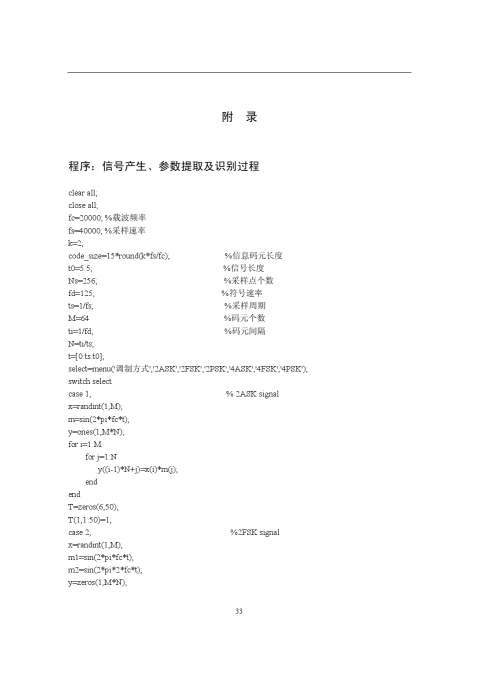 附 录
程序：信号产生、参数提取及识别过程
clear all;
close all;
fc=20000; %载波频率
fs=40000; %采样速率
k=2;
code_size=15*round(k*fs/fc); %信息码元长度
t0=5.5; %信号长度
Ns=256; %采样点个数
fd=125; %符号速率
ts=1/fs; %采样周期
M=64 %码元个数
ti=1/fd; %码元间隔
N=ti/ts;
t=[0:ts:t0];
select=menu('调制方式','2ASK','2FSK','2PSK','4ASK','4FSK','4PSK');
switch select
case 1, % 2ASK signal
x=randint(1,M);
m=sin(2*pi*fc*t);
y=ones(1,M*N);
for i=1:M
for j=1:N
y((i-1)*N+j)=x(i)*m(j);
end
end
T=zeros(6,50);
T(1,1:50)=1;
case 2, %2FSK signal
x=randint(1,M);
m1=sin(2*pi*fc*t);
m2=sin(2*pi*2*fc*t);
y=zeros(1,M*N);
33